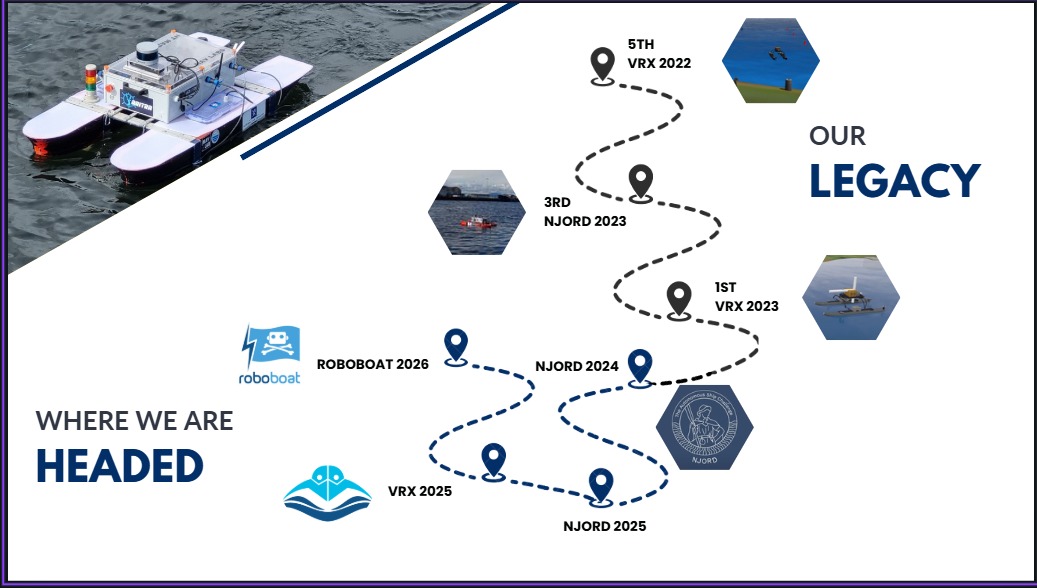 5TH
VRX 2022
OUR
LEGACY
3RD
NJORD 2023
1ST
VRX 2023
NJORD 2024
The Autonomous Ship Challenge
NJORD
ROBOBOAT 2026
roboboat
WHERE WE ARE
HEADED
VRX 2025
NJORD 2025